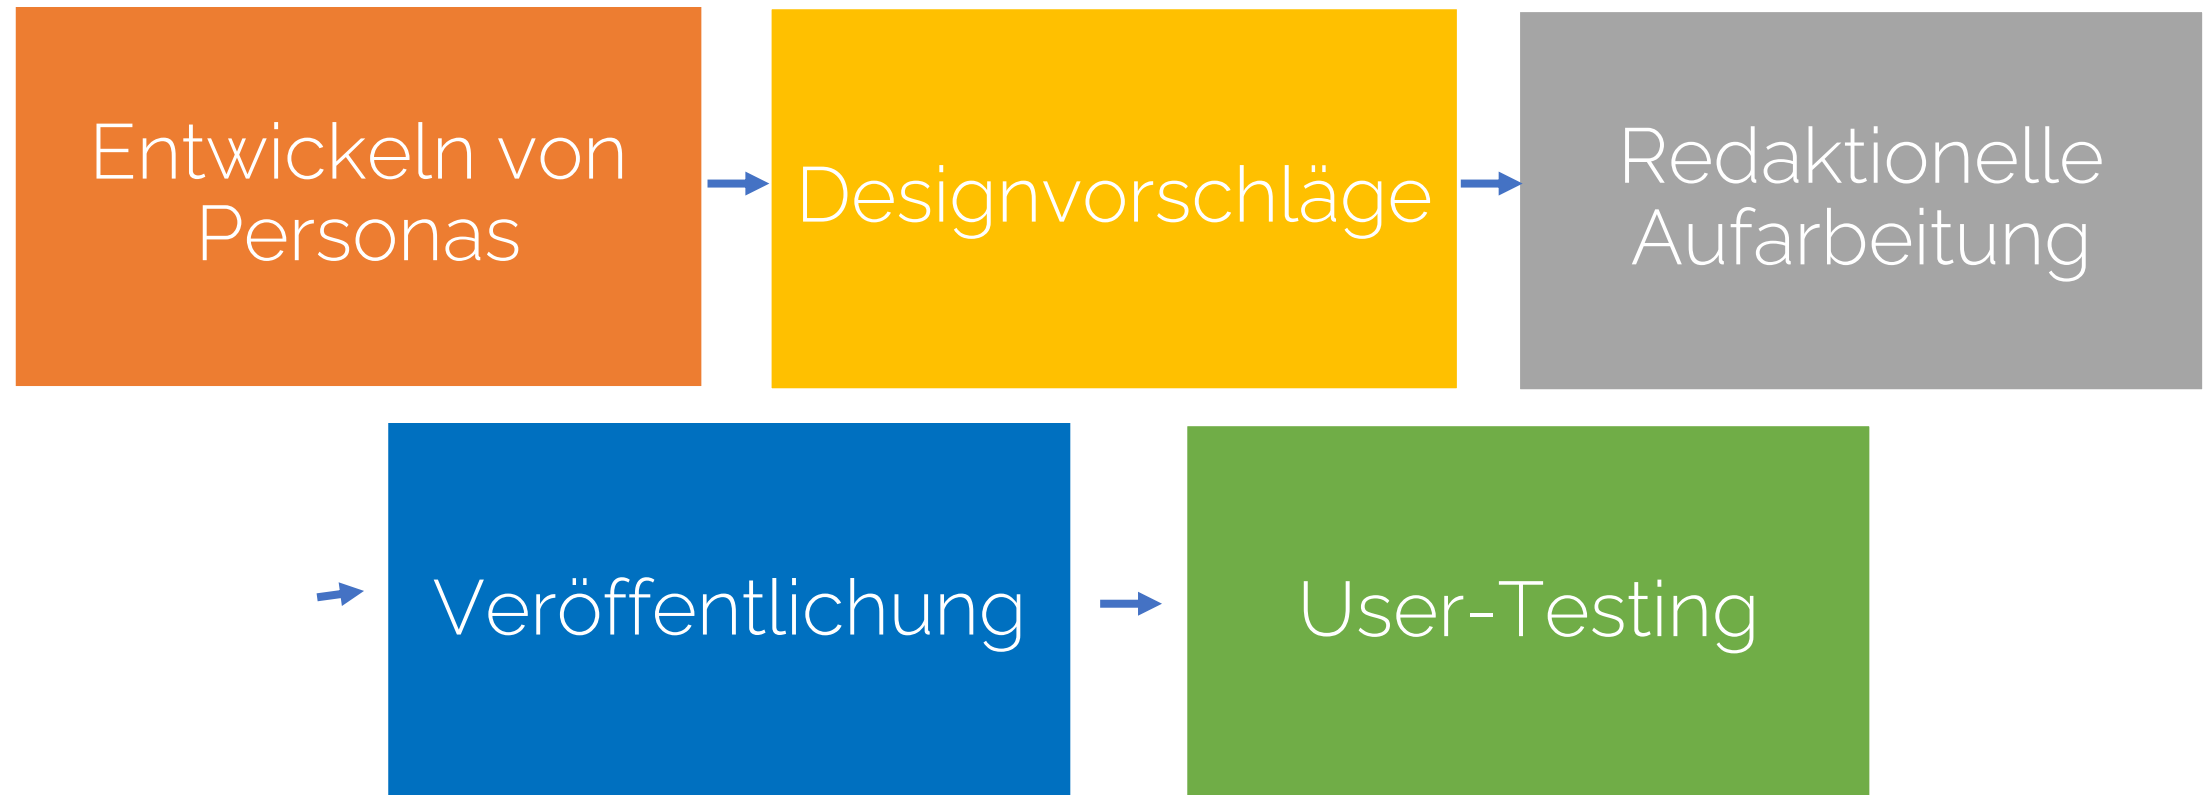 Entwickeln von
Personas
Designvorschläge
Redaktionelle
Aufarbeitung
Veröffentlichung
User-Testing